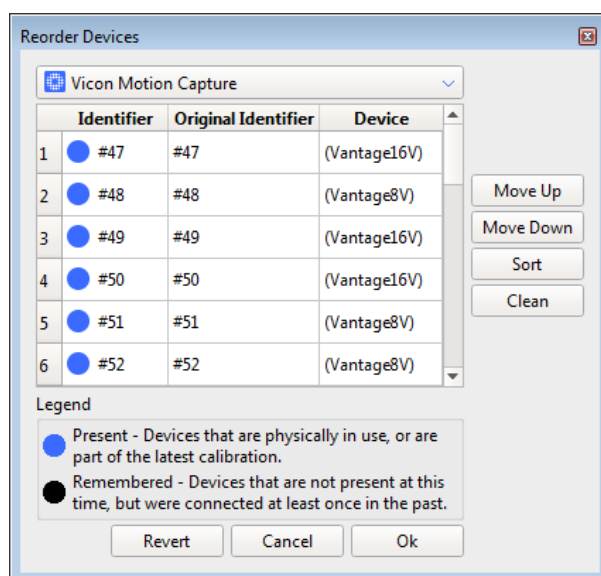 Reorder Devices
Vicon Motion Capture
Identifier Original Identifier Device
1 #47 #47 (Vantage16V)
2 #48 #48 (Vantage8V)
3 #49 #49 (Vantage16V)
4 #50 #50 (Vantage16V)
5 #51 #51 (Vantage8V)
6 #52 #52 (Vantage8V)
Move Up
Move Down
Sort
Clean
Legend
Present - Devices that are physically in use, or are
part of the latest calibration.
Remembered - Devices that are not present at this
time, but were connected at least once in the past.
Revert Cancel Ok